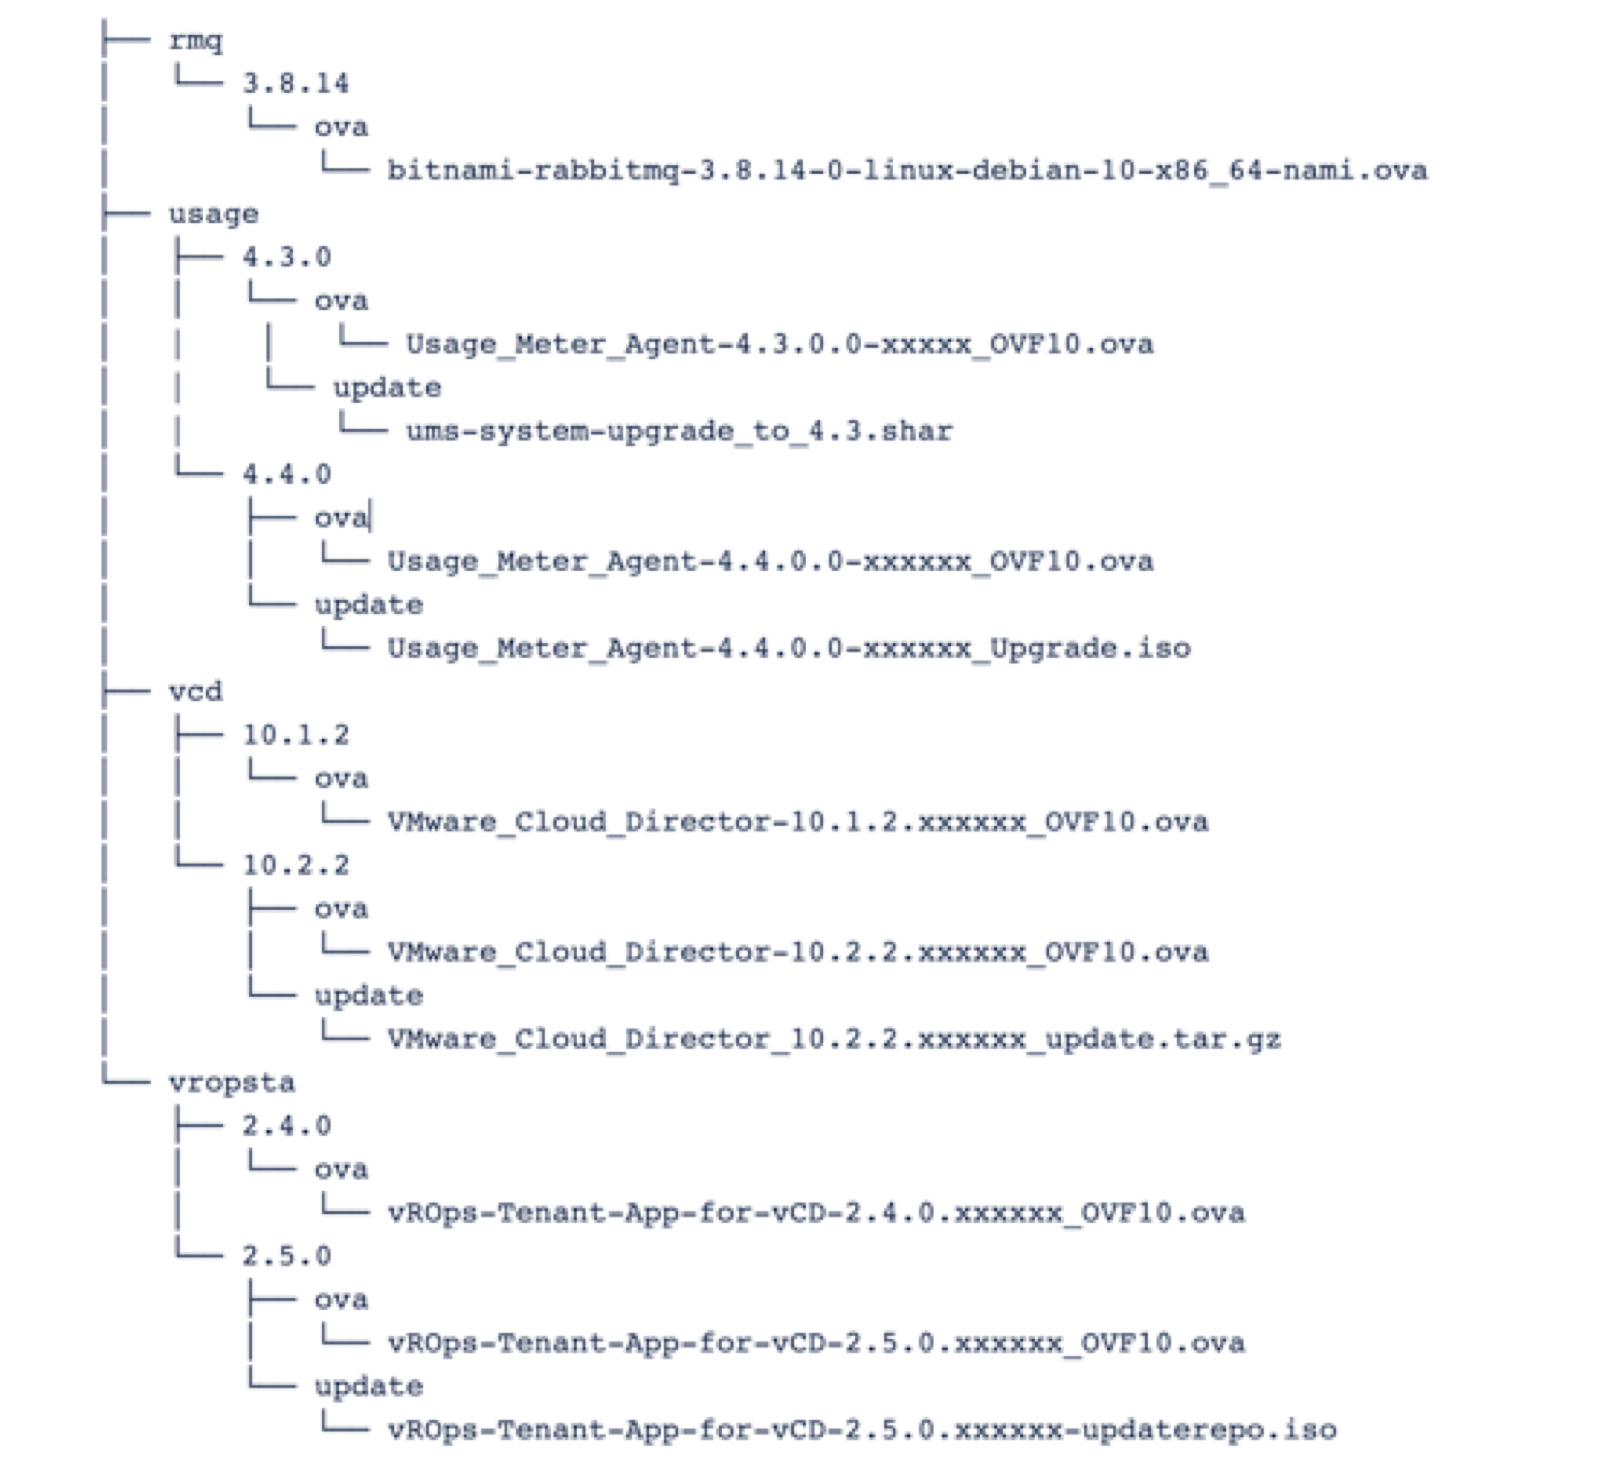 ├── rmq
│   └── 3.8.14
│       └── ova
│           └── bitnami-rabbitmq-3.8.14-0-linux-debian-10-x86_64-nami.ova
├── usage
│   ├── 4.3.0
│   │   └── ova
│   │    │   └── Usage_Meter_Agent-4.3.0.0-xxxxx_OVF10.ova
│   │    └── update
│   │        └── ums-system-upgrade_to_4.3.shar
│   └── 4.4.0
│       ├── ova
│       │   └── Usage_Meter_Agent-4.4.0.0-xxxxxx_OVF10.ova
│       └── update
│           └── Usage_Meter_Agent-4.4.0.0-xxxxxx_Upgrade.iso
├── vcd
│   ├── 10.1.2
│   │   └── ova
│   │       └── VMware_Cloud_Director-10.1.2.xxxxxx_OVF10.ova
│   └── 10.2.2
│       ├── ova
│       │   └── VMware_Cloud_Director-10.2.2.xxxxxx_OVF10.ova
│       └── update
│           └── VMware_Cloud_Director_10.2.2.xxxxxx_update.tar.gz
└── vropsta
    ├── 2.4.0
    │   └── ova
    │       └── vROps-Tenant-App-for-vCD-2.4.0.xxxxxx_OVF10.ova
    └── 2.5.0
        ├── ova
        │   └── vROps-Tenant-App-for-vCD-2.5.0.xxxxxx_OVF10.ova
        └── update
            └── vROps-Tenant-App-for-vCD-2.5.0.xxxxxx-updaterepo.iso